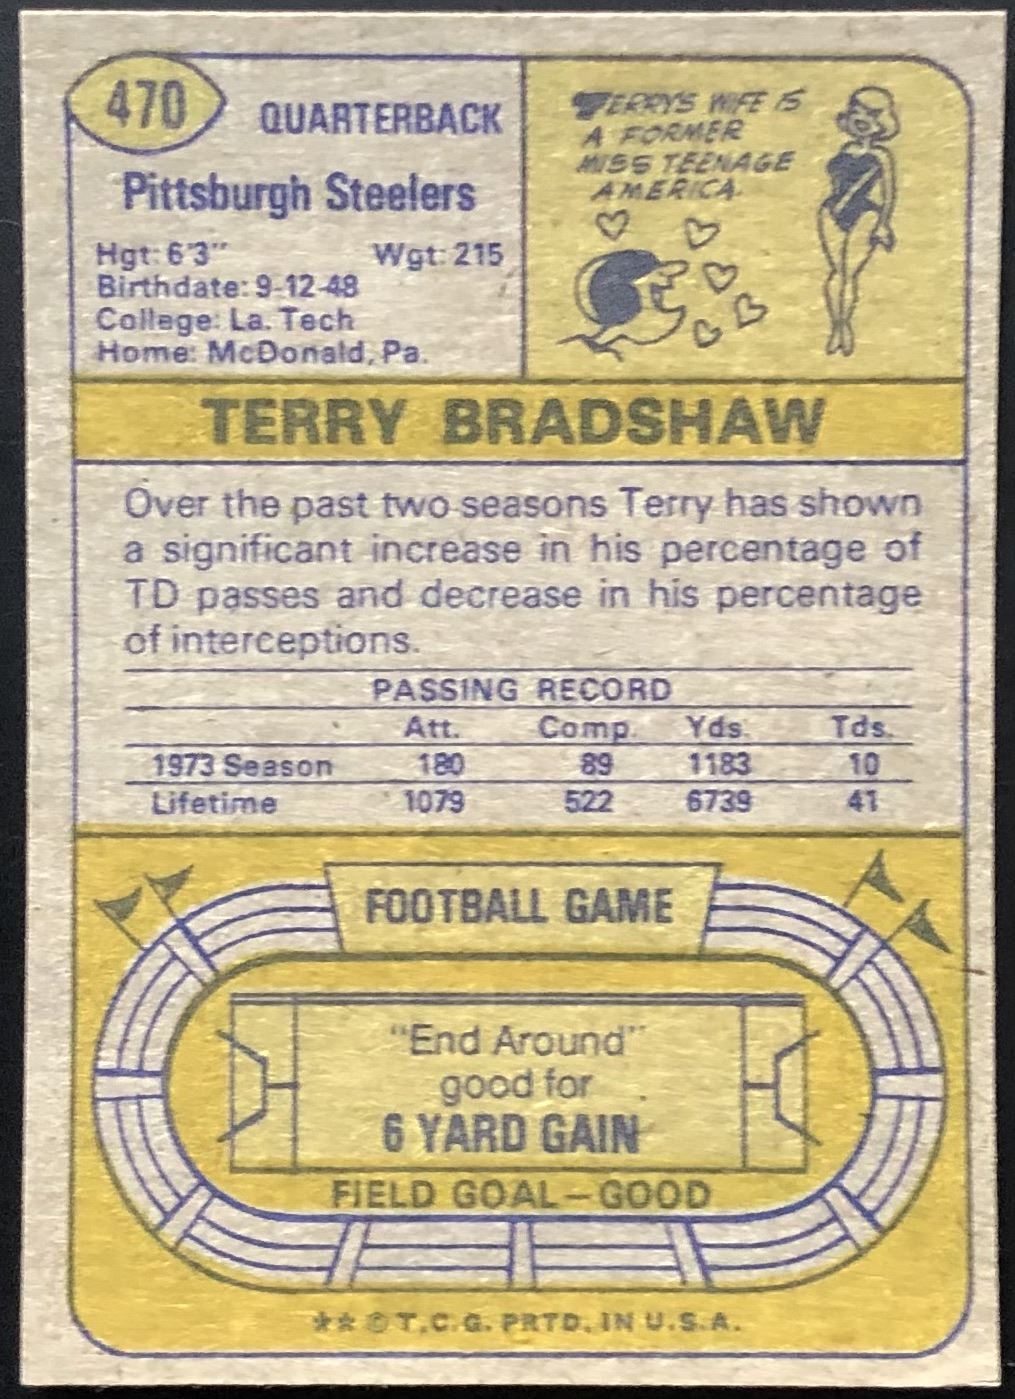 470
QUARTERBACK
Pittsburgh Steelers
Hgt: 6'3" Wgt: 215
Birthdate: 9-12-48
College: La. Tech
Home: McDonald, Pa.
TERRY'S WIFE IS
A FORMER
MISS TEENAGE
AMERICA.
TERRY BRADSHAW
Over the past two seasons Terry has shown
a significant increase in his percentage of
TD passes and decrease in his percentage
of interceptions.
PASSING RECORD
Att. Comp. Yds. Tds.
1973 Season 180 89 1183 10
Lifetime 1079 522 6739 41
FOOTBALL GAME
"End Around"
good for
6 YARD GAIN
FIELD GOAL – GOOD
** © T.C.G. PRTD. IN U.S.A.